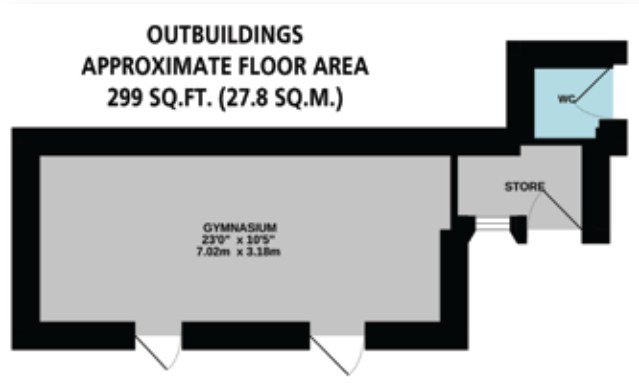 OUTBUILDINGS
APPROXIMATE FLOOR AREA
299 SQ.FT. (27.8 SQ.M.)
WC
STORE
GYMNASIUM
23'0" x 10'5"
7.02m x 3.18m